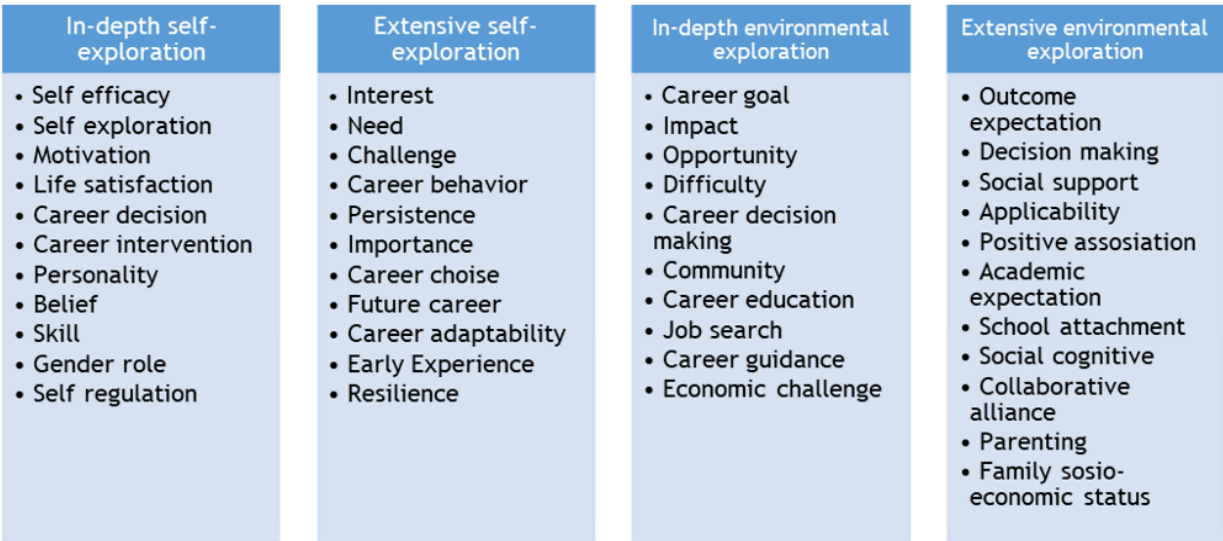 In-depth self-
exploration
• Self efficacy
• Self exploration
• Motivation
• Life satisfaction
• Career decision
• Career intervention
• Personality
• Belief
• Skill
• Gender role
• Self regulation
Extensive self-
exploration
• Interest
• Need
• Challenge
• Career behavior
• Persistence
• Importance
• Career choise
• Future career
• Career adaptability
• Early Experience
• Resilience
In-depth environmental
exploration
• Career goal
• Impact
• Opportunity
• Difficulty
• Career decision
making
• Community
• Career education
• Job search
• Career guidance
• Economic challenge
Extensive environmental
exploration
• Outcome
expectation
• Decision making
• Social support
• Applicability
• Positive assosiation
• Academic
expectation
• School attachment
• Social cognitive
• Collaborative
alliance
• Parenting
• Family sosio-
economic status